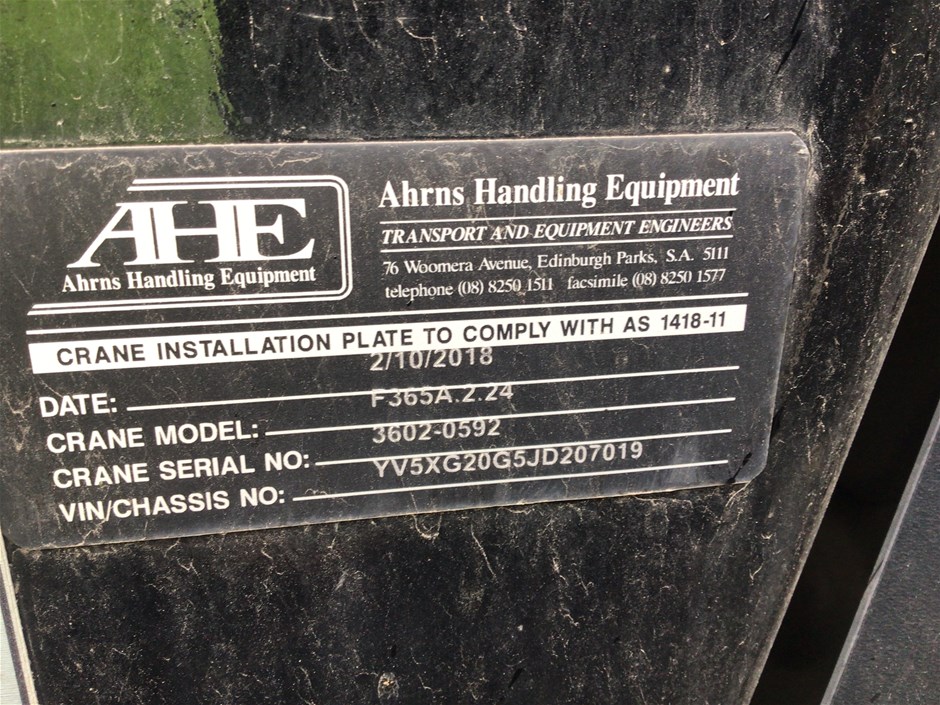 AHE
Ahrns Handling Equipment
Ahrns Handling Equipment
TRANSPORT AND EQUIPMENT ENGINEERS
76 Woomera Avenue, Edinburgh Parks, S.A. 5111
telephone (08) 8250 1511 facsimile (08) 8250 1577
CRANE INSTALLATION PLATE TO COMPLY WITH AS 1418-11
DATE: 2/10/2018
CRANE MODEL: F365A.2.24
CRANE SERIAL NO: 3602-0592
VIN/CHASSIS NO: YV5XG20G5JD207019